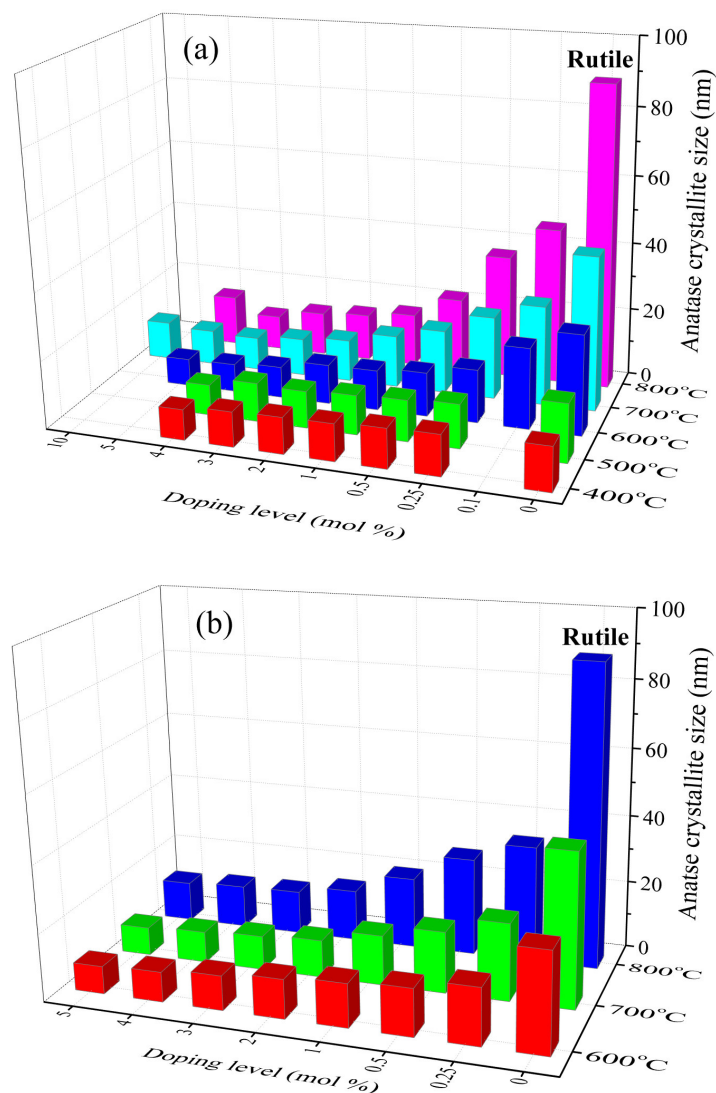 (a)
Rutile
100
80
60
40
20
0
Anatase crystallite size (nm)
800°C
700°C
600°C
500°C
400°C
10
5
4
3
2
1
0.5
0.25
0.1
0
Doping level (mol %)
(b)
Rutile
100
80
60
40
20
0
Anatse crystallite size (nm)
800°C
700°C
600°C
5
4
3
2
1
0.5
0.25
0
Doping level (mol %)